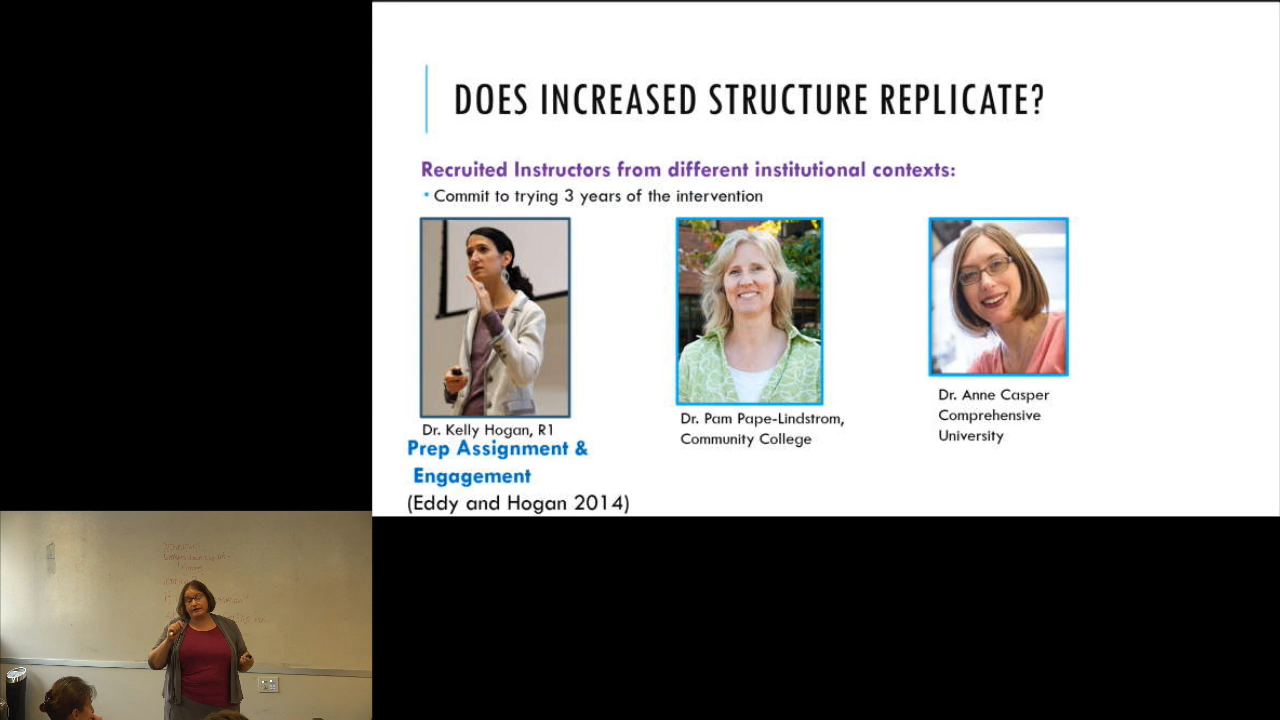 DOES INCREASED STRUCTURE REPLICATE?
Recruited Instructors from different institutional contexts:
• Commit to trying 3 years of the intervention
Dr. Kelly Hogan, R1
Prep Assignment &
Engagement
(Eddy and Hogan 2014)
Dr. Pam Pape-Lindstrom,
Community College
Dr. Anne Casper
Comprehensive
University